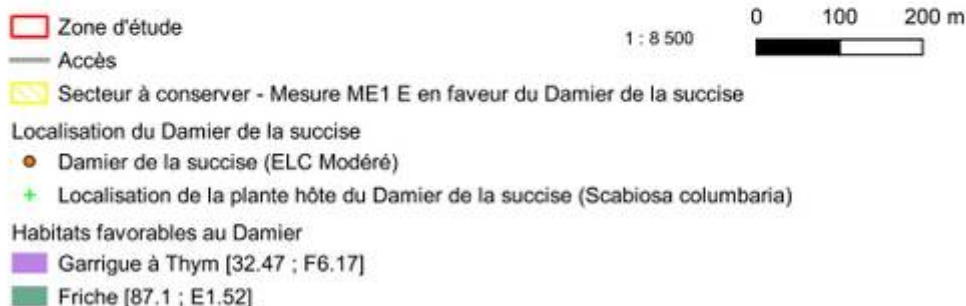 Zone d'étude
1 : 8 500
0 100 200 m
Accès
Secteur à conserver - Mesure ME1 E en faveur du Damier de la succise
Localisation du Damier de la succise
Damier de la succise (ELC Modéré)
Localisation de la plante hôte du Damier de la succise (Scabiosa columbaria)
Habitats favorables au Damier
Garrigue à Thym [32.47 ; F6.17]
Friche [87.1 ; E1.52]